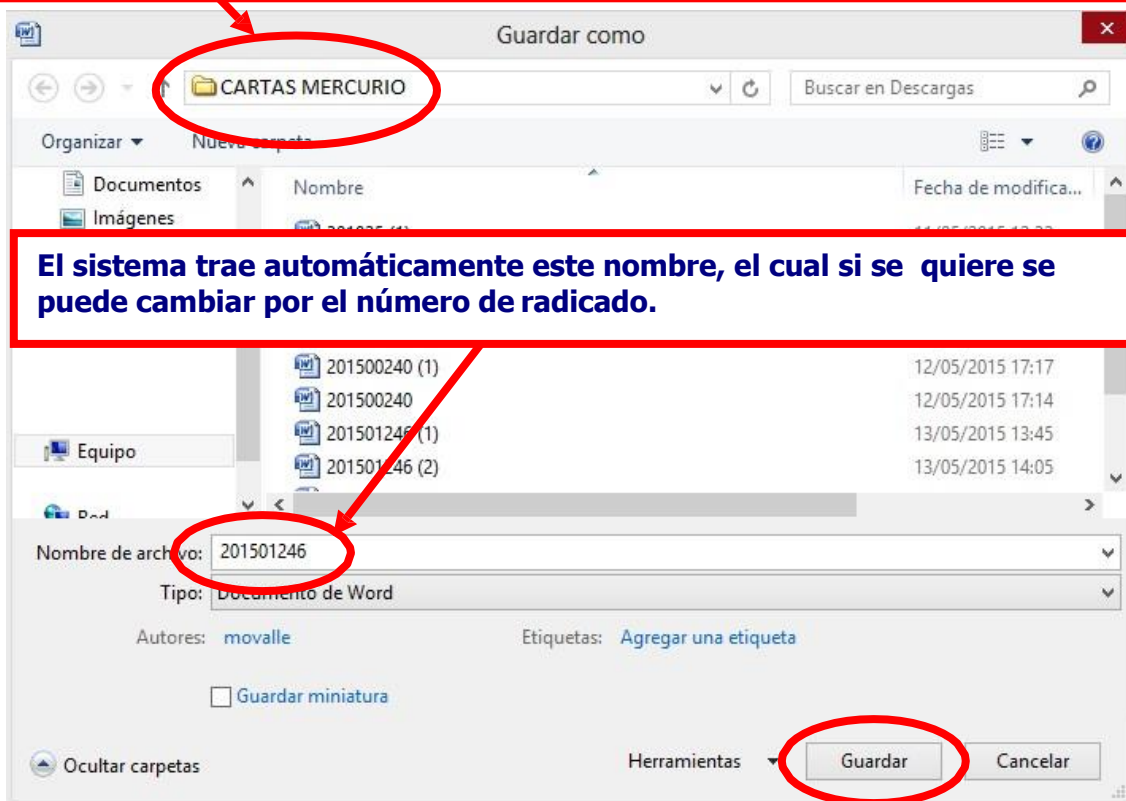 Guardar como
CARTAS MERCURIO
Buscar en Descargas
Organizar
Nueva carpeta
Documentos
Nombre
Fecha de modifica...
Imágenes
El sistema trae automáticamente este nombre, el cual si se quiere se
puede cambiar por el número de radicado.
201500240 (1) 12/05/2015 17:17
201500240 12/05/2015 17:14
201501246 (1) 13/05/2015 13:45
Equipo
201501246 (2) 13/05/2015 14:05
Red
Nombre de archivo: 201501246
Tipo: Documento de Word
Autores: movalle Etiquetas: Agregar una etiqueta
Guardar miniatura
Ocultar carpetas
Herramientas
Guardar
Cancelar